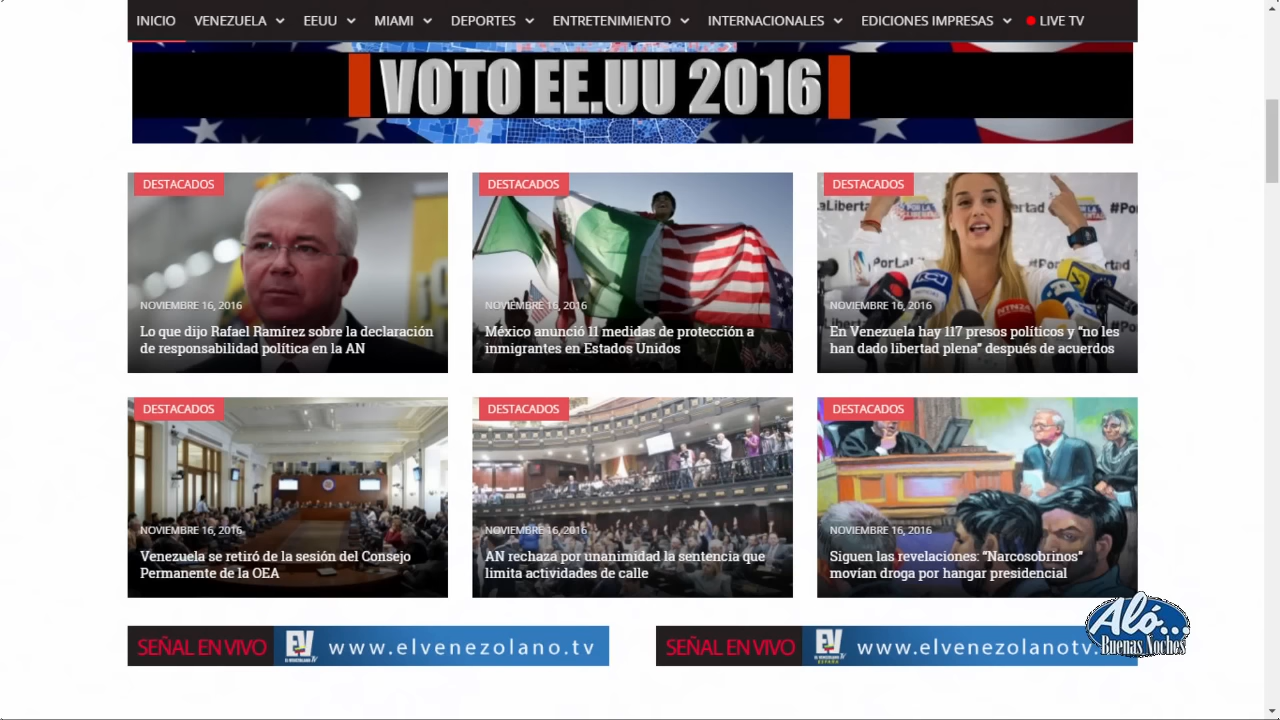 INICIO VENEZUELA EEUU MIAMI DEPORTES ENTRETENIMIENTO INTERNACIONALES EDICIONES IMPRESAS LIVE TV
VOTO EE.UU 2016
DESTACADOS
NOVIEMBRE 16, 2016
Lo que dijo Rafael Ramírez sobre la declaración
de responsabilidad política en la AN
DESTACADOS
NOVIEMBRE 16, 2016
México anunció 11 medidas de protección a
inmigrantes en Estados Unidos
DESTACADOS
NOVIEMBRE 16, 2016
En Venezuela hay 117 presos políticos y “no les
han dado libertad plena” después de acuerdos
DESTACADOS
NOVIEMBRE 16, 2016
Venezuela se retiró de la sesión del Consejo
Permanente de la OEA
DESTACADOS
NOVIEMBRE 16, 2016
AN rechaza por unanimidad la sentencia que
limita actividades de calle
DESTACADOS
NOVIEMBRE 16, 2016
Siguen las revelaciones: “Narcosobrinos”
movían droga por hangar presidencial
SEÑAL EN VIVO EV www.elvenezolano.tv
SEÑAL EN VIVO EV www.elvenezolanotv.
Aló...
Buenas Noches